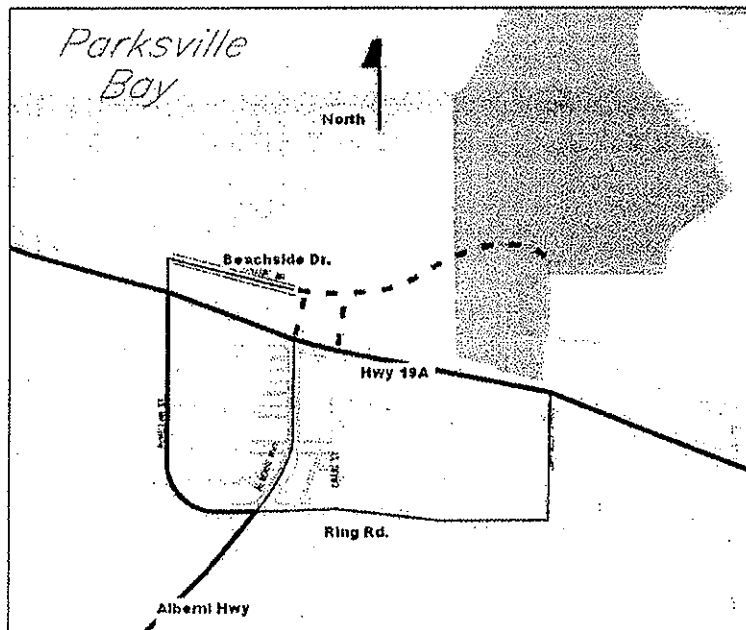 Parksville
Bay
North
Beachside Dr.
Hwy 19A
Ring Rd.
Alberni Hwy